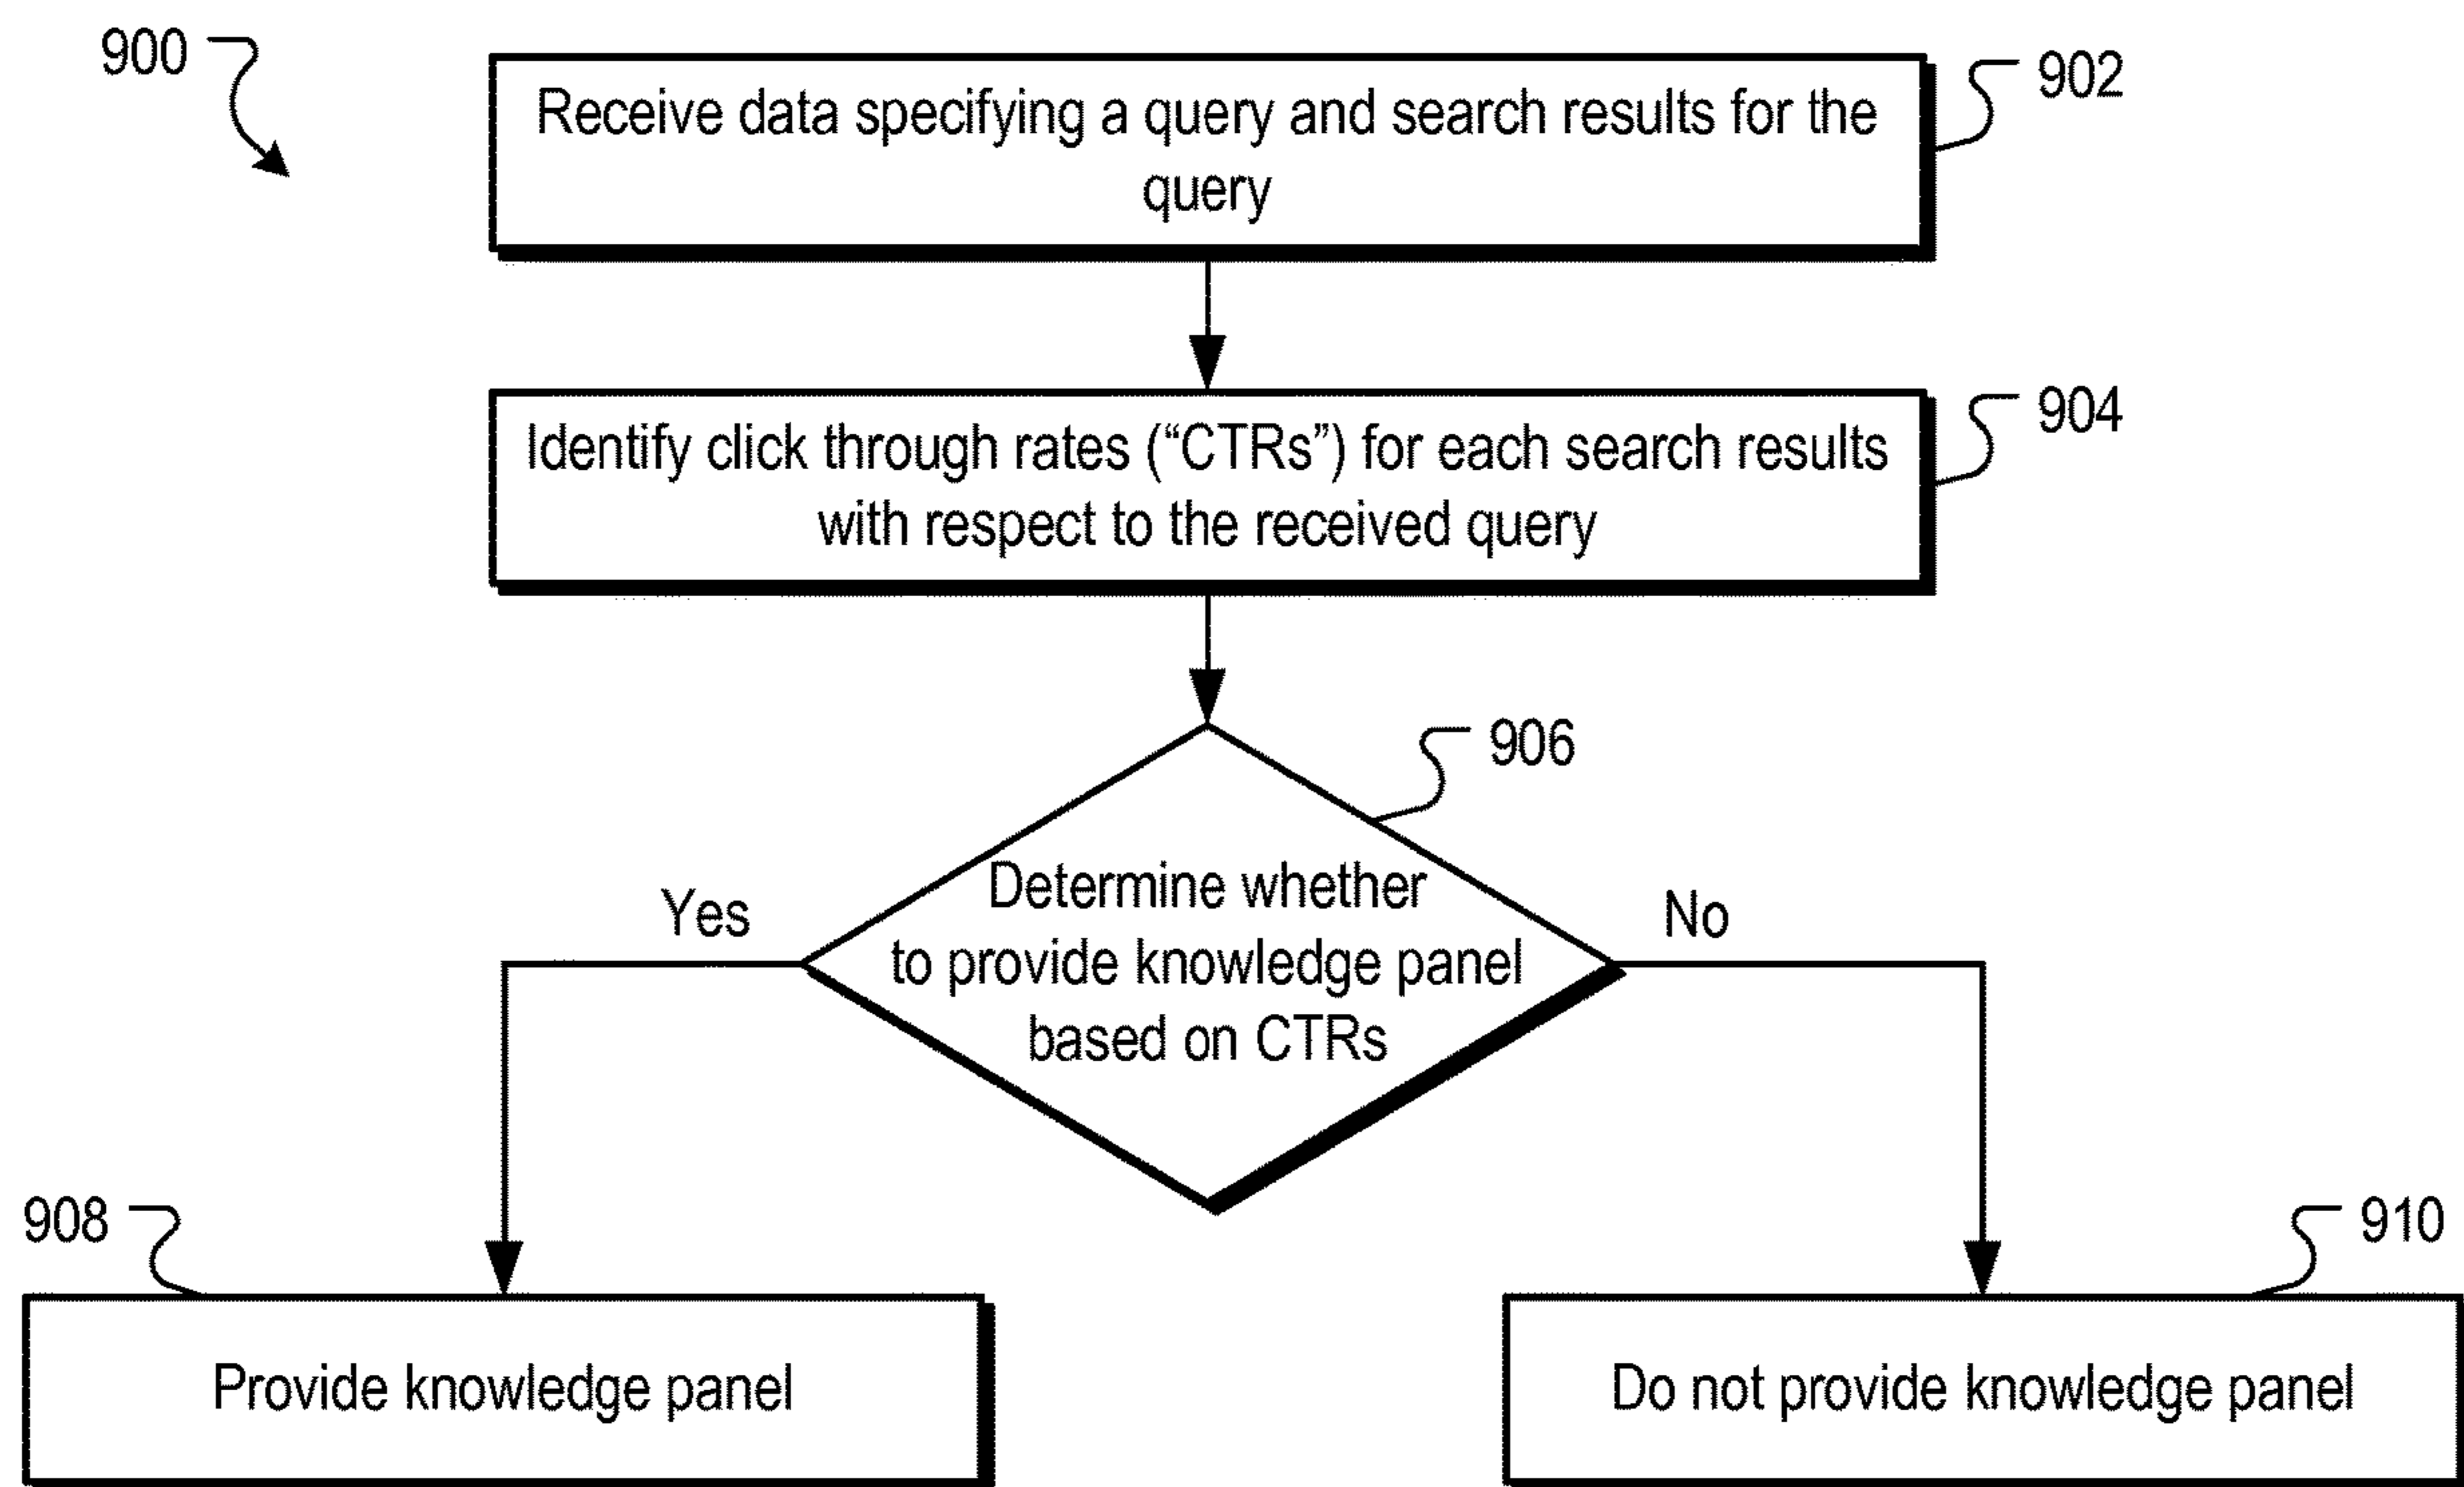 900
902
Receive data specifying a query and search results for the
query
904
Identify click through rates (“CTRs”) for each search results
with respect to the received query
906
Determine whether
to provide knowledge panel
based on CTRs
Yes
No
908
Provide knowledge panel
910
Do not provide knowledge panel